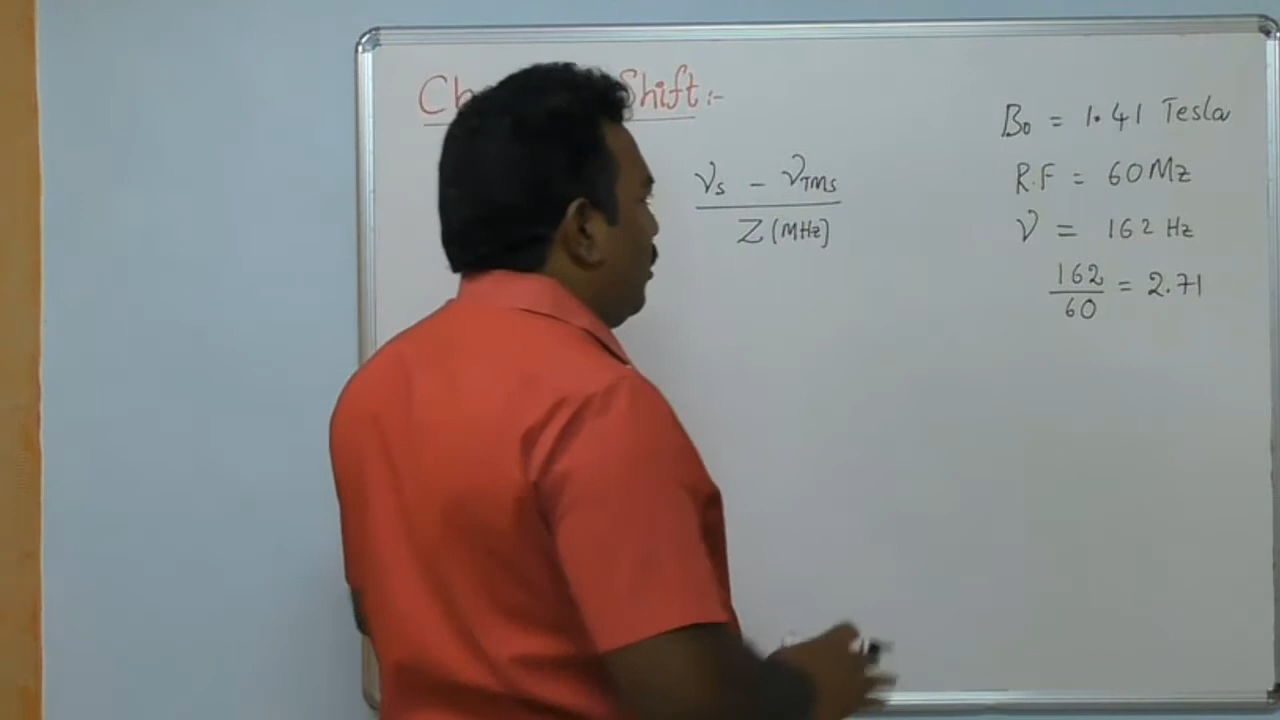 Shift :-
νs - νTMS
Z (MHz)
B₀ = 1.41 Tesla
R.F = 60 Mz
ν = 162 Hz
162
60
= 2.71